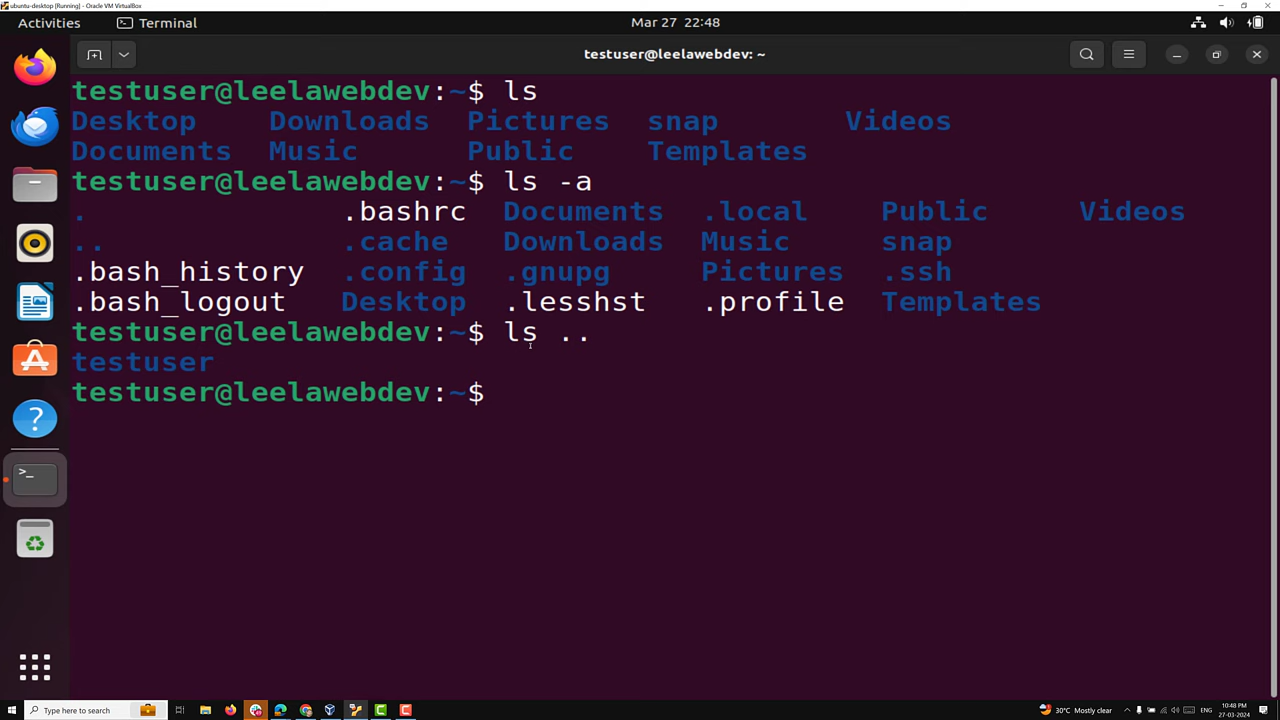 ubuntu-desktop [Running] - Oracle VM VirtualBox
Activities Terminal Mar 27 22:48
testuser@leelawebdev: ~
testuser@leelawebdev:~$ ls
Desktop Downloads Pictures snap Videos
Documents Music Public Templates
testuser@leelawebdev:~$ ls -a
. .bashrc Documents .local Public Videos
.. .cache Downloads Music snap
.bash_history .config .gnupg Pictures .ssh
.bash_logout Desktop .lesshst .profile Templates
testuser@leelawebdev:~$ ls ..
testuser
testuser@leelawebdev:~$
>_
Type here to search 30°C Mostly clear ENG 10:48 PM
27-03-2024